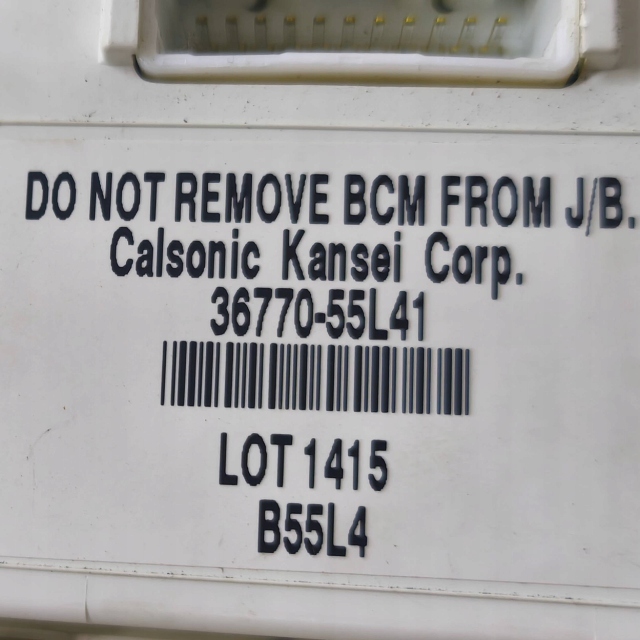 DO NOT REMOVE BCM FROM J/B.
Calsonic Kansei Corp.
36770-55L41
LOT 1415
B55L4